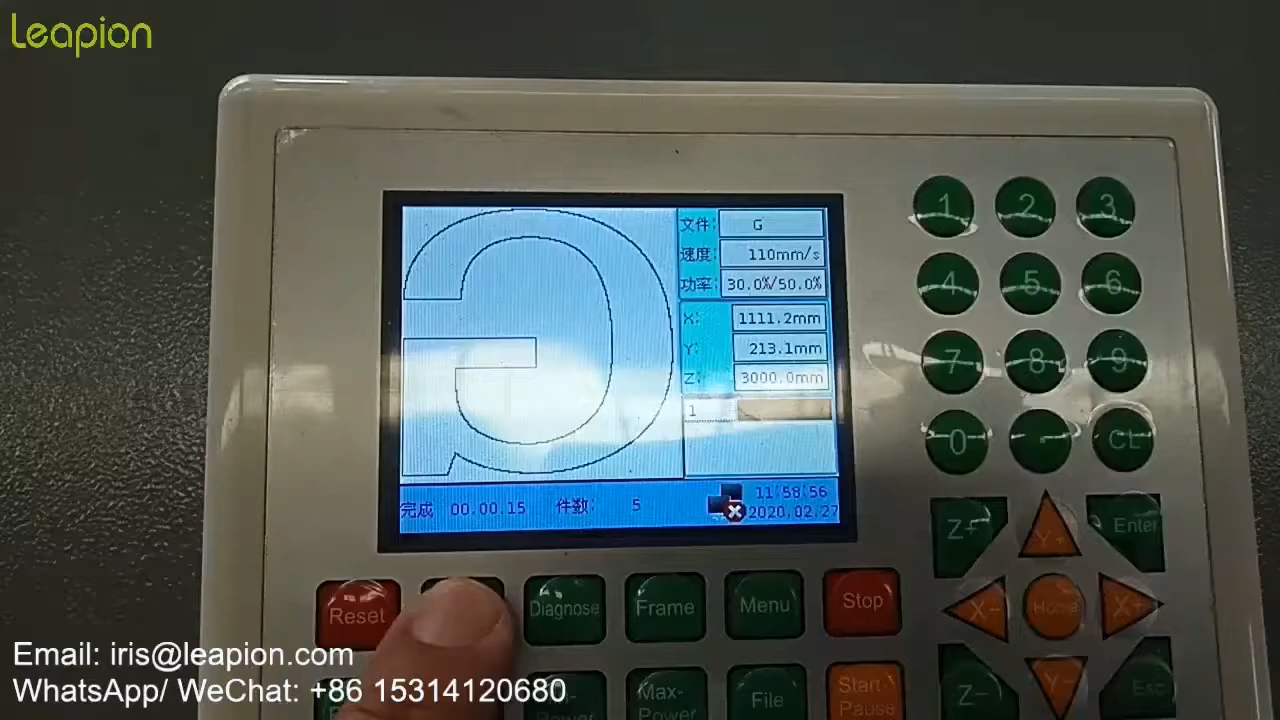 Leapion
文件: G
速度: 110mm/s
功率: 30.0%/50.0%
X: 1111.2mm
Y: 213.1mm
Z: 3000.0mm
1
完成 00.00.15 件数: 5
11:58:56
2020.02.27
1 2 3
4 5 6
7 8 9
0 . CL
Z+ Y+ Enter
X- Home X+
Z- Y- Esc
Reset Diagnose Frame Menu Stop
Power Max-Power File Start-Pause
Email: iris@leapion.com
WhatsApp/ WeChat: +86 15314120680